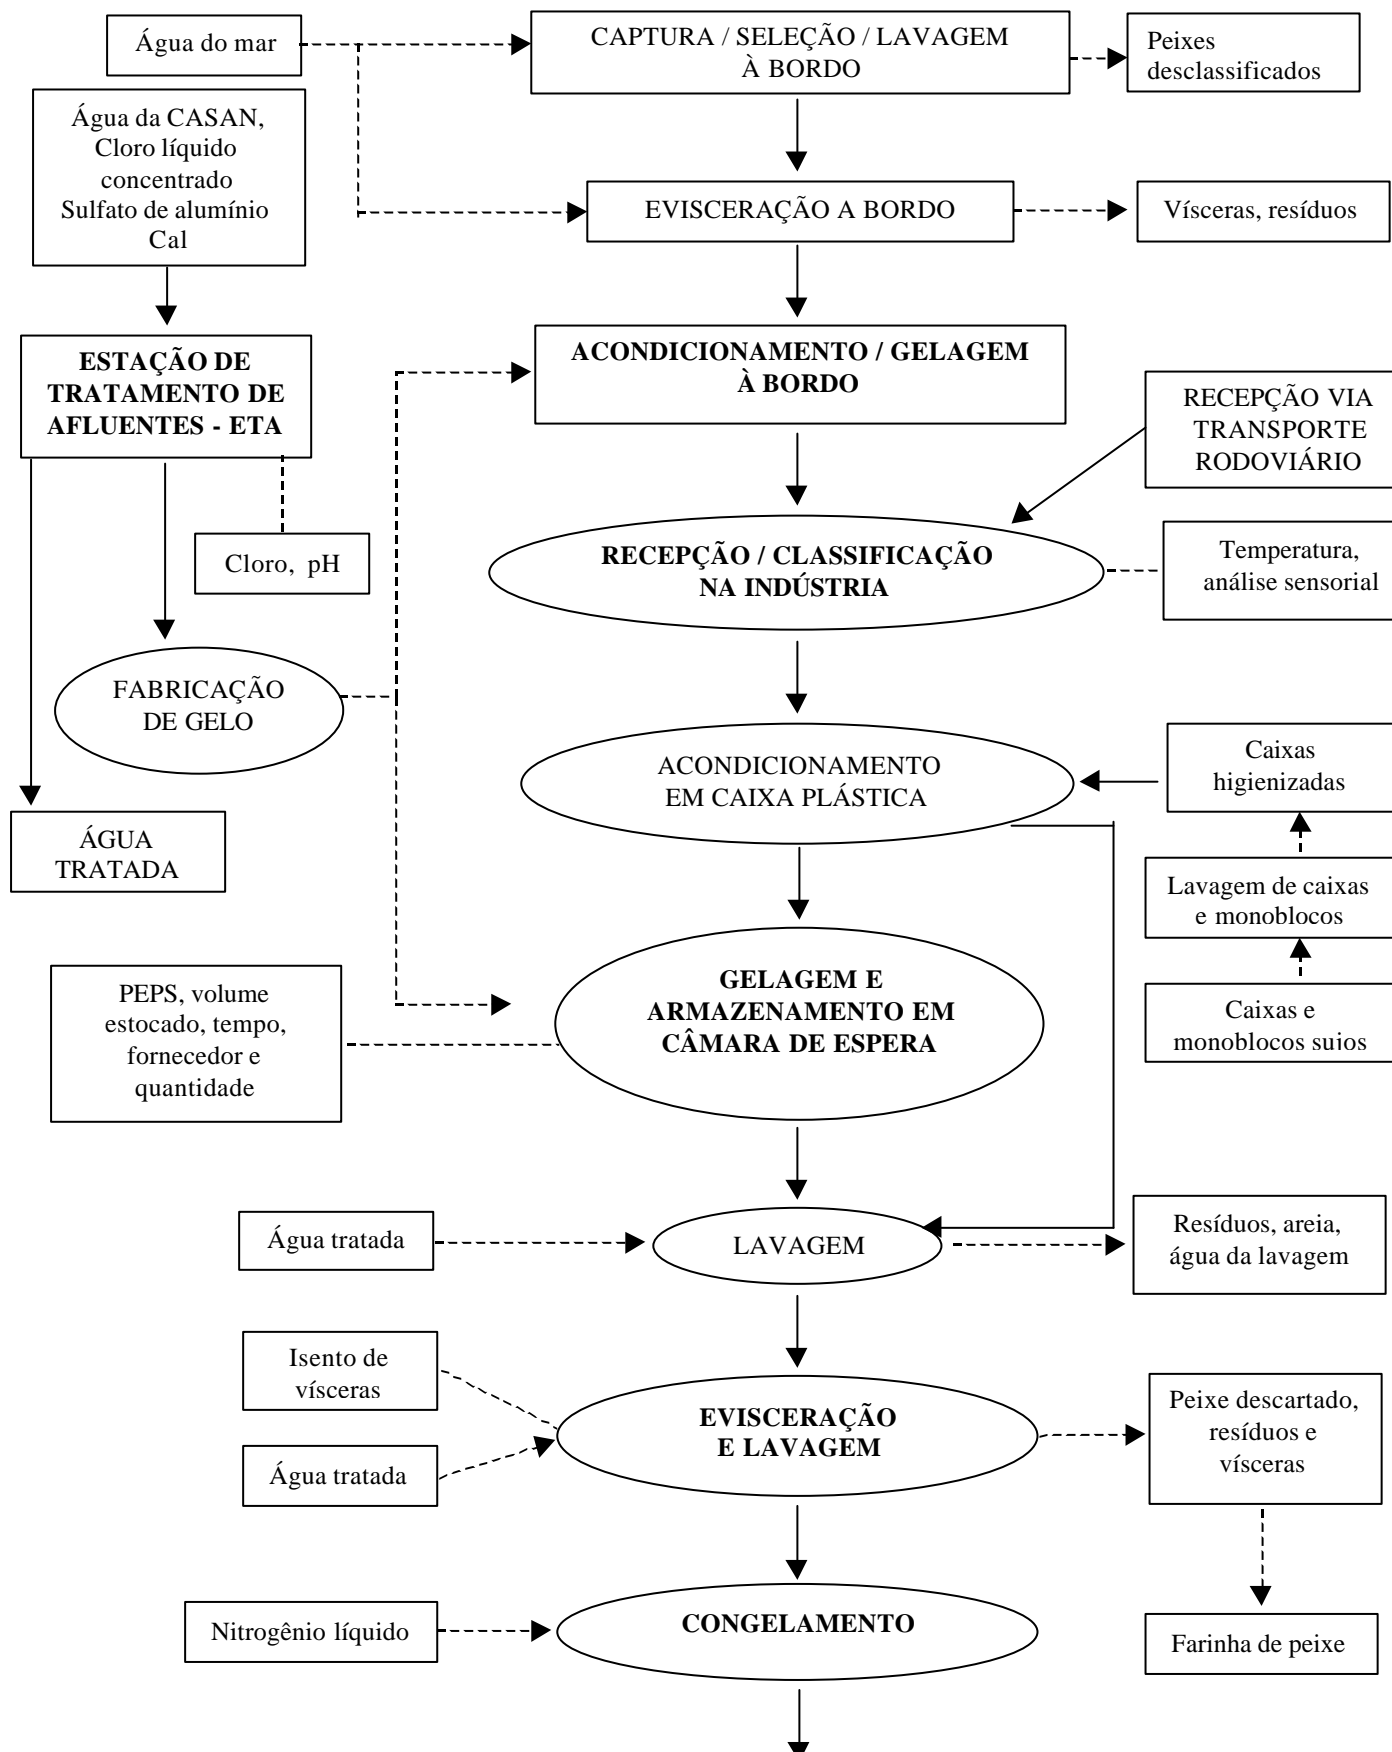 Água do mar
CAPTURA / SELEÇÃO / LAVAGEM
À BORDO
Peixes
desclassificados
Água da CASAN,
Cloro líquido
concentrado
Sulfato de alumínio
Cal
EVISCERAÇÃO A BORDO
Vísceras, resíduos
ESTAÇÃO DE
TRATAMENTO DE
AFLUENTES - ETA
ACONDICIONAMENTO / GELAGEM
À BORDO
RECEPÇÃO VIA
TRANSPORTE
RODOVIÁRIO
Cloro, pH
RECEPÇÃO / CLASSIFICAÇÃO
NA INDÚSTRIA
Temperatura,
análise sensorial
FABRICAÇÃO
DE GELO
ACONDICIONAMENTO
EM CAIXA PLÁSTICA
Caixas
higienizadas
ÁGUA
TRATADA
Lavagem de caixas
e monoblocos
PEPS, volume
estocado, tempo,
fornecedor e
quantidade
GELAGEM E
ARMAZENAMENTO EM
CÂMARA DE ESPERA
Caixas e
monoblocos sujos
Água tratada
LAVAGEM
Resíduos, areia,
água da lavagem
Isento de
vísceras
EVISCERAÇÃO
E LAVAGEM
Peixe descartado,
resíduos e
vísceras
Água tratada
Nitrogênio líquido
CONGELAMENTO
Farinha de peixe